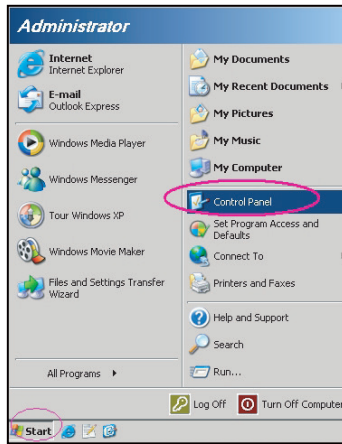 Administrator
Internet
Internet Explorer
E-mail
Outlook Express
Windows Media Player
Windows Messenger
Tour Windows XP
Windows Movie Maker
Files and Settings Transfer
Wizard
All Programs
My Documents
My Recent Documents
My Pictures
My Music
My Computer
Control Panel
Set Program Access and
Defaults
Connect To
Printers and Faxes
Help and Support
Search
Run...
Log Off
Turn Off Computer
Start